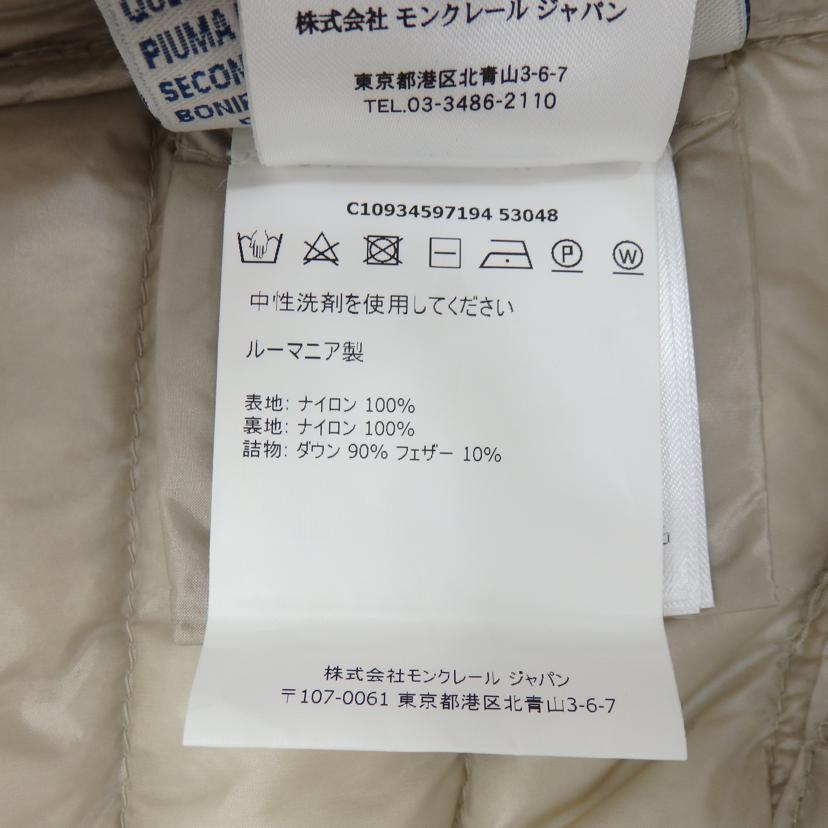 PIUMA
SECON
BONIF
株式会社 モンクレール ジャパン
東京都港区北青山3-6-7
TEL.03-3486-2110
C10934597194 53048
P W
中性洗剤を使用してください
ルーマニア製
表地: ナイロン 100%
裏地: ナイロン 100%
詰物: ダウン 90% フェザー 10%
株式会社モンクレール ジャパン
〒107-0061 東京都港区北青山3-6-7